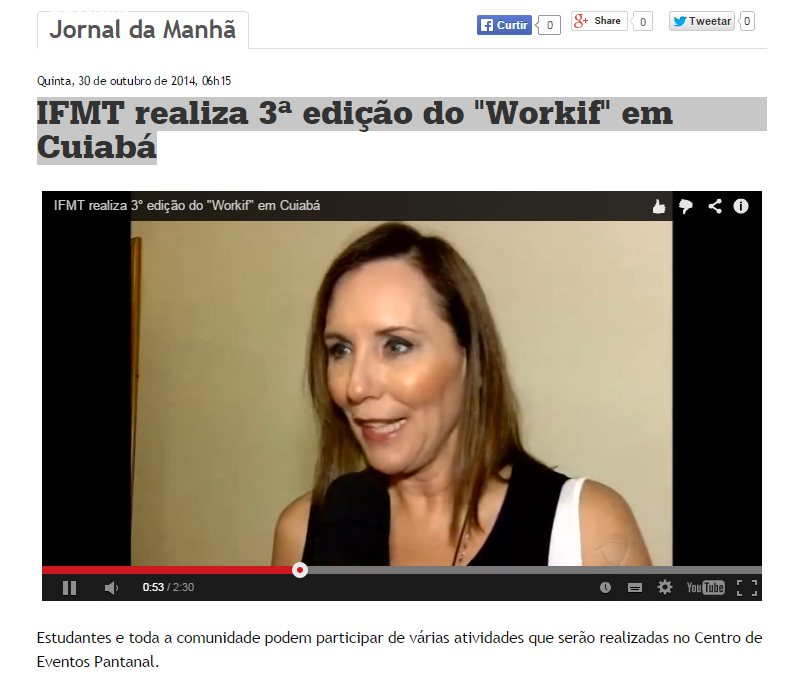 Jornal da Manhã
Curtir 0
Share 0
Tweetar 0
Quinta, 30 de outubro de 2014, 06h15
IFMT realiza 3ª edição do "Workif" em
Cuiabá
IFMT realiza 3° edição do "Workif" em Cuiabá
0:53 / 2:30
YouTube
Estudantes e toda a comunidade podem participar de várias atividades que serão realizadas no Centro de
Eventos Pantanal.